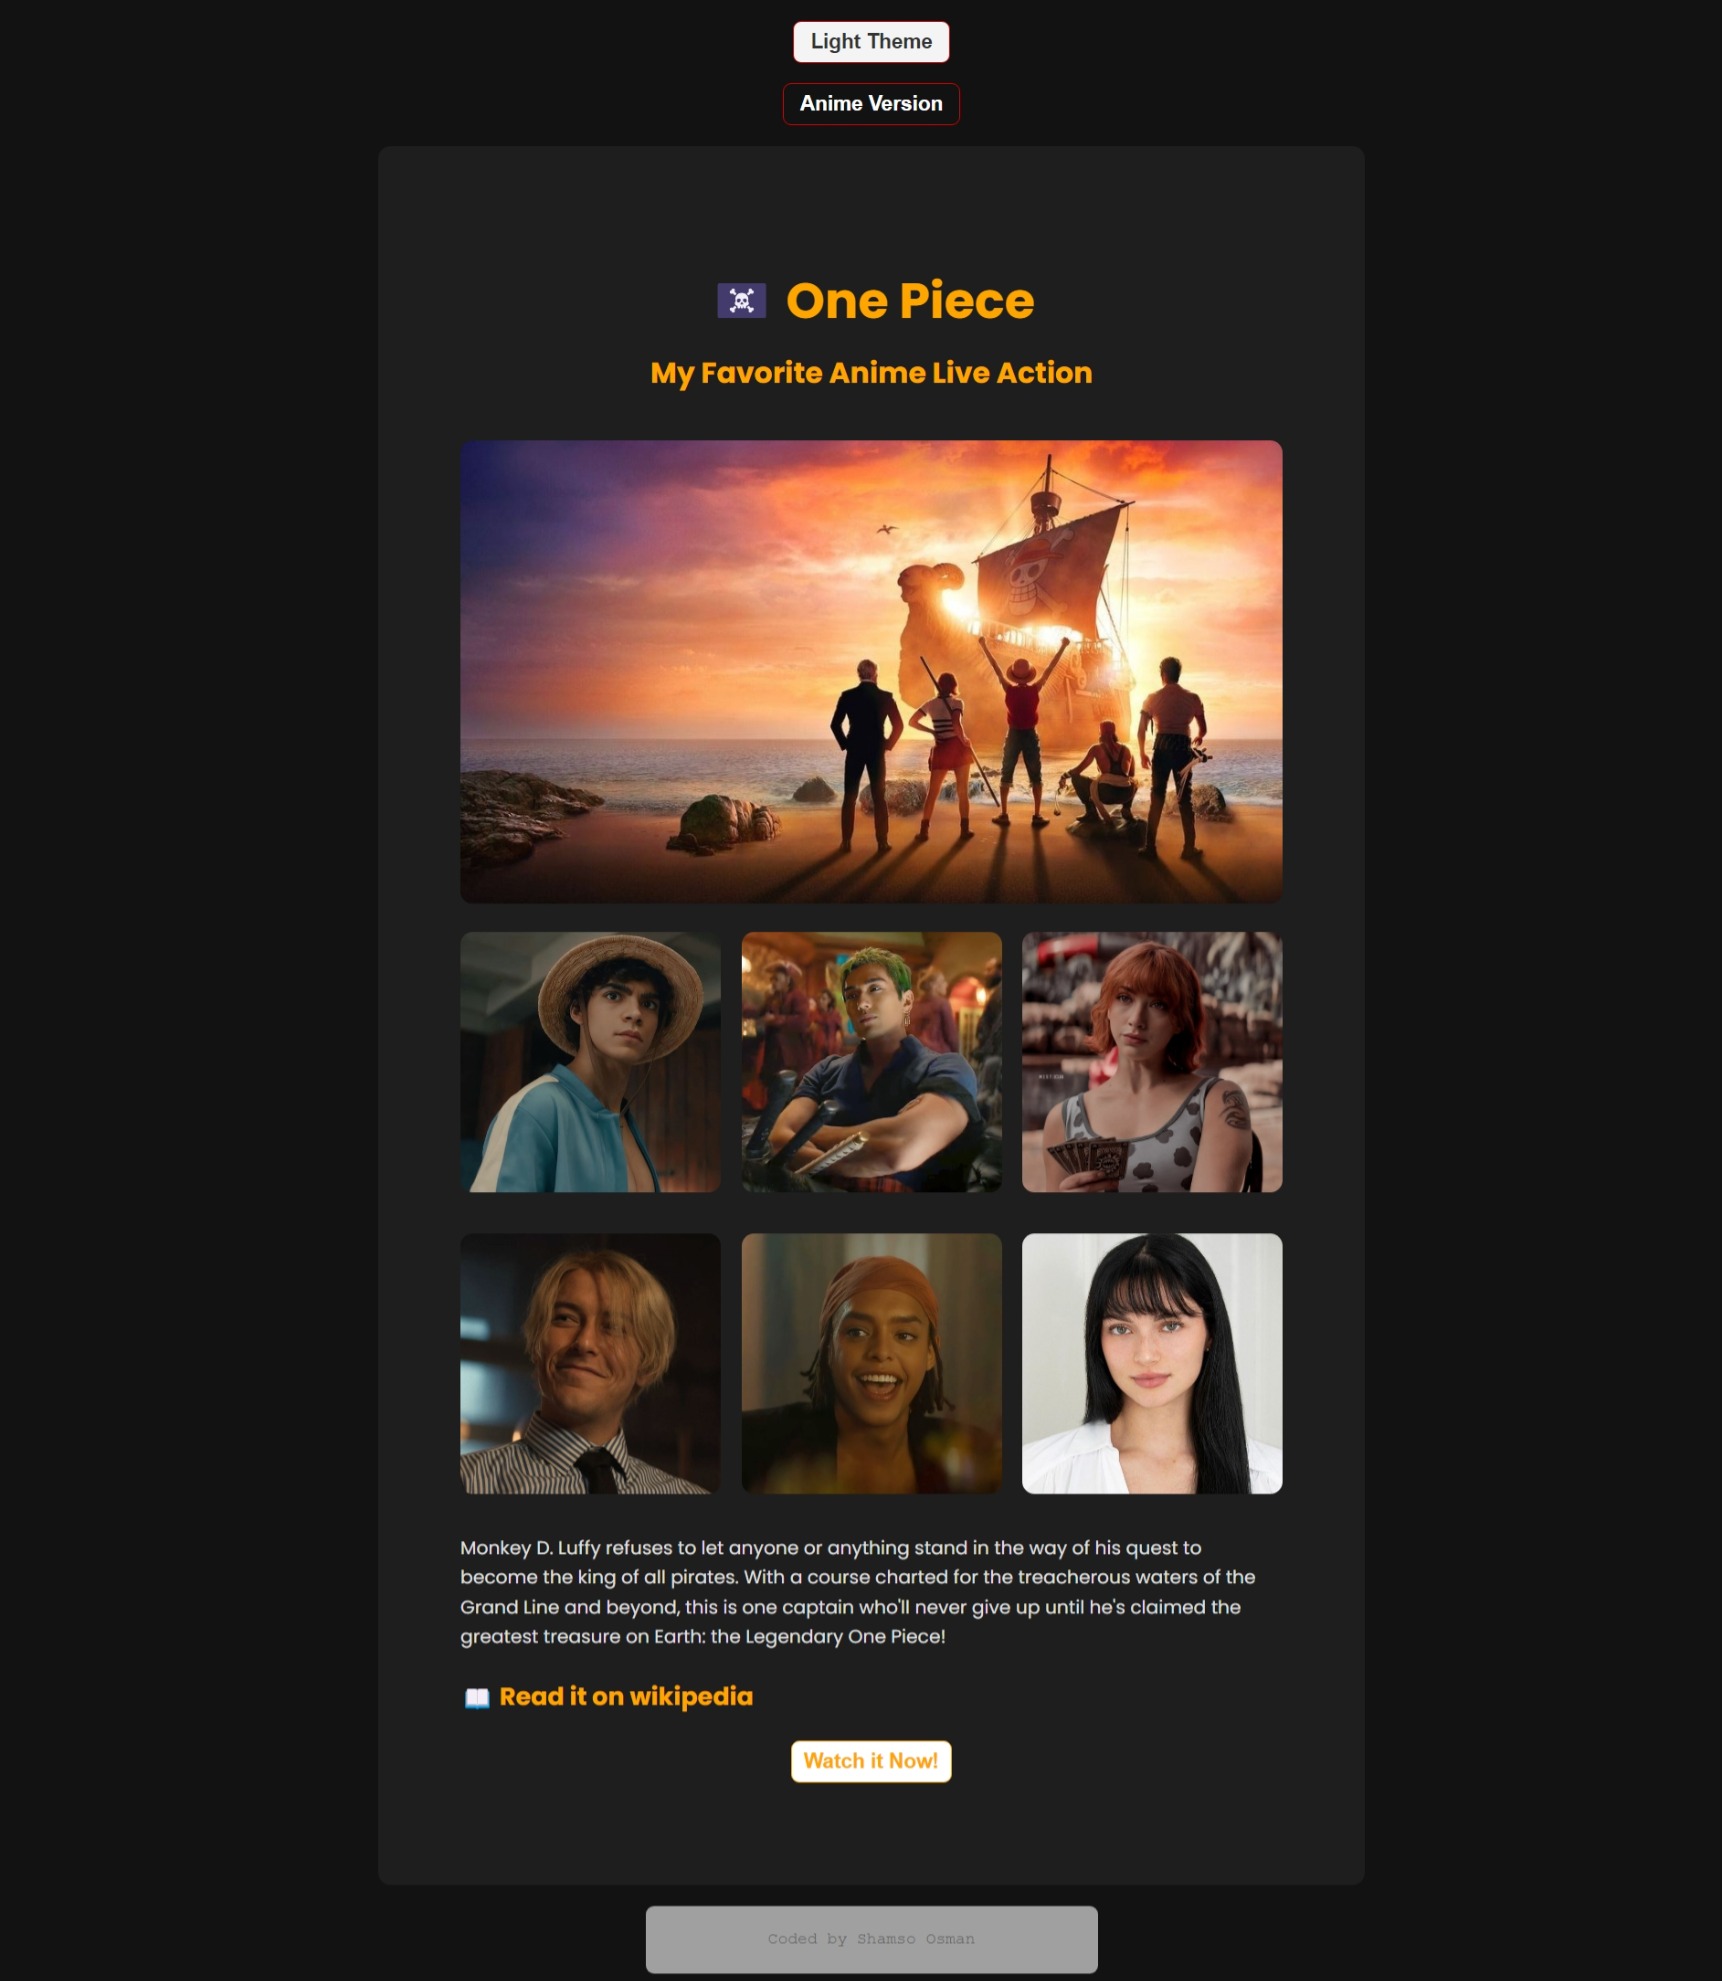 Light Theme
Anime Version
One Piece
My Favorite Anime Live Action
Monkey D. Luffy refuses to let anyone or anything stand in the way of his quest to
become the king of all pirates. With a course charted for the treacherous waters of the
Grand Line and beyond, this is one captain who'll never give up until he's claimed the
greatest treasure on Earth: the Legendary One Piece!
Read it on wikipedia
Watch it Now!
Coded by Shamso Osman